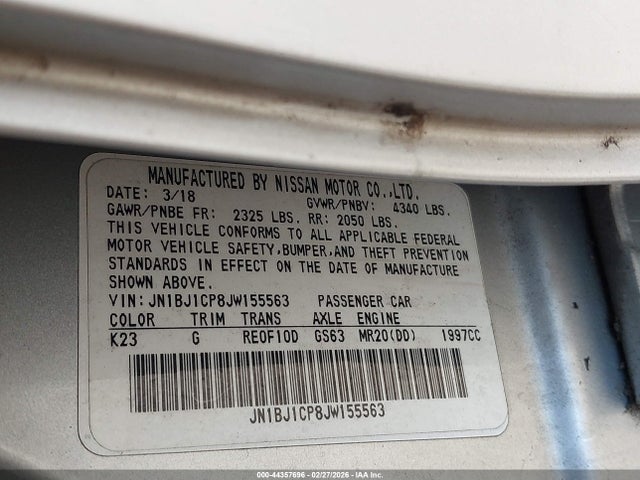 MANUFACTURED BY NISSAN MOTOR CO.,LTD.
DATE: 3/18 GVWR/PNBV: 4340 LBS.
GAWR/PNBE FR: 2325 LBS. RR: 2050 LBS.
THIS VEHICLE CONFORMS TO ALL APPLICABLE FEDERAL
MOTOR VEHICLE SAFETY,BUMPER,AND THEFT PREVENTION
STANDARDS IN EFFECT ON THE DATE OF MANUFACTURE
SHOWN ABOVE.
VIN:JN1BJ1CP8JW155563 PASSENGER CAR
COLOR TRIM TRANS AXLE ENGINE
K23 G RE0F10D GS63 MR20(DD) 1997CC
JN1BJ1CP8JW155563
000-44357696 - 02/27/2026 - IAA Inc.